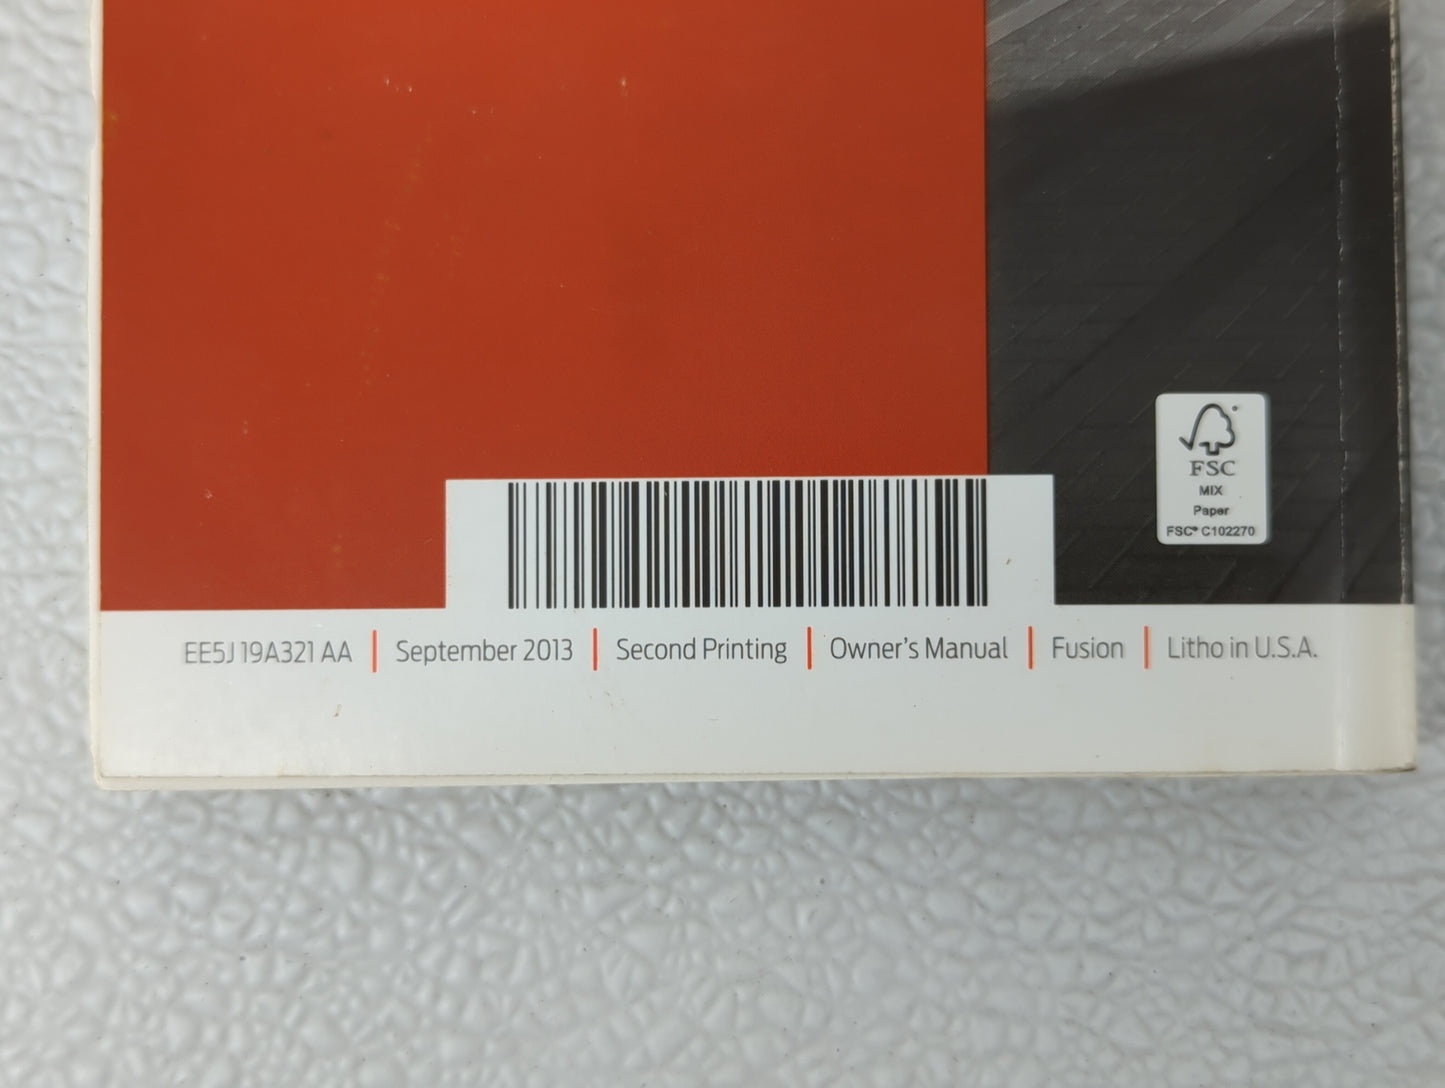 FSC
MIX
Paper
FSC® C102270
EE5J 19A321 AA | September 2013 | Second Printing | Owner's Manual | Fusion | Litho in U.S.A.